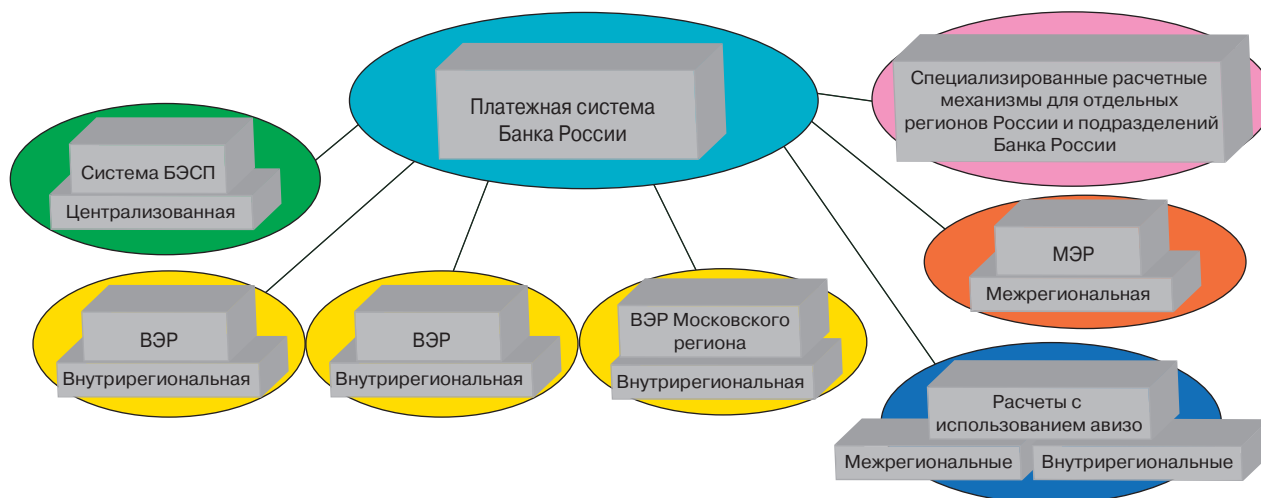 Платежная система
Банка России
Специализированные расчетные
механизмы для отдельных
регионов России и подразделений
Банка России
Система БЭСП
Централизованная
МЭР
Межрегиональная
ВЭР
Внутрирегиональная
ВЭР
Внутрирегиональная
ВЭР Московского
региона
Внутрирегиональная
Расчеты с
использованием авизо
Межрегиональные
Внутрирегиональные